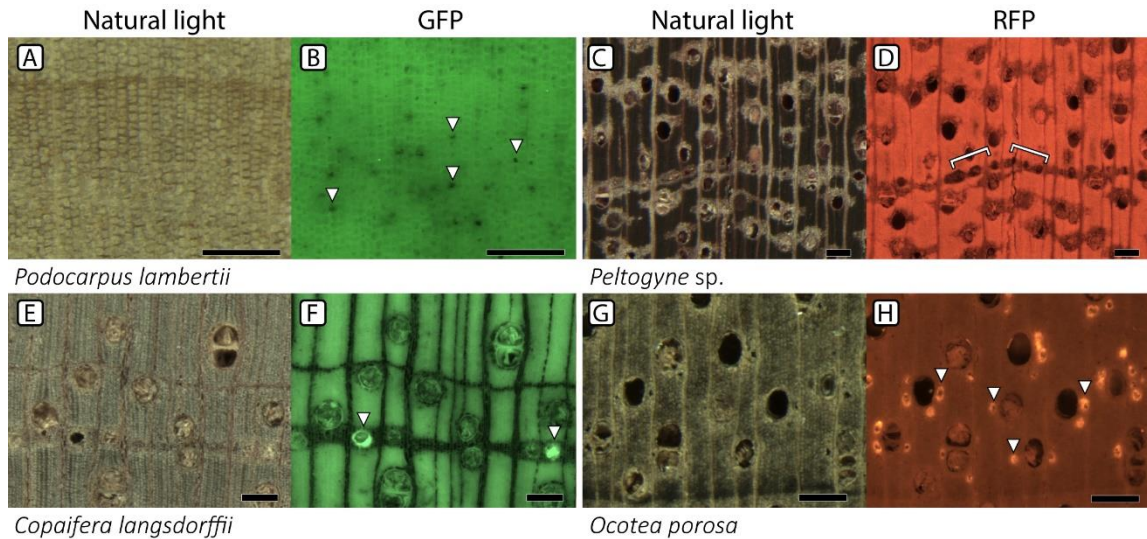 Natural light GFP Natural light RFP
A B C D
Podocarpus lambertii Peltogyne sp.
E F G H
Copaifera langsdorffii Ocotea porosa